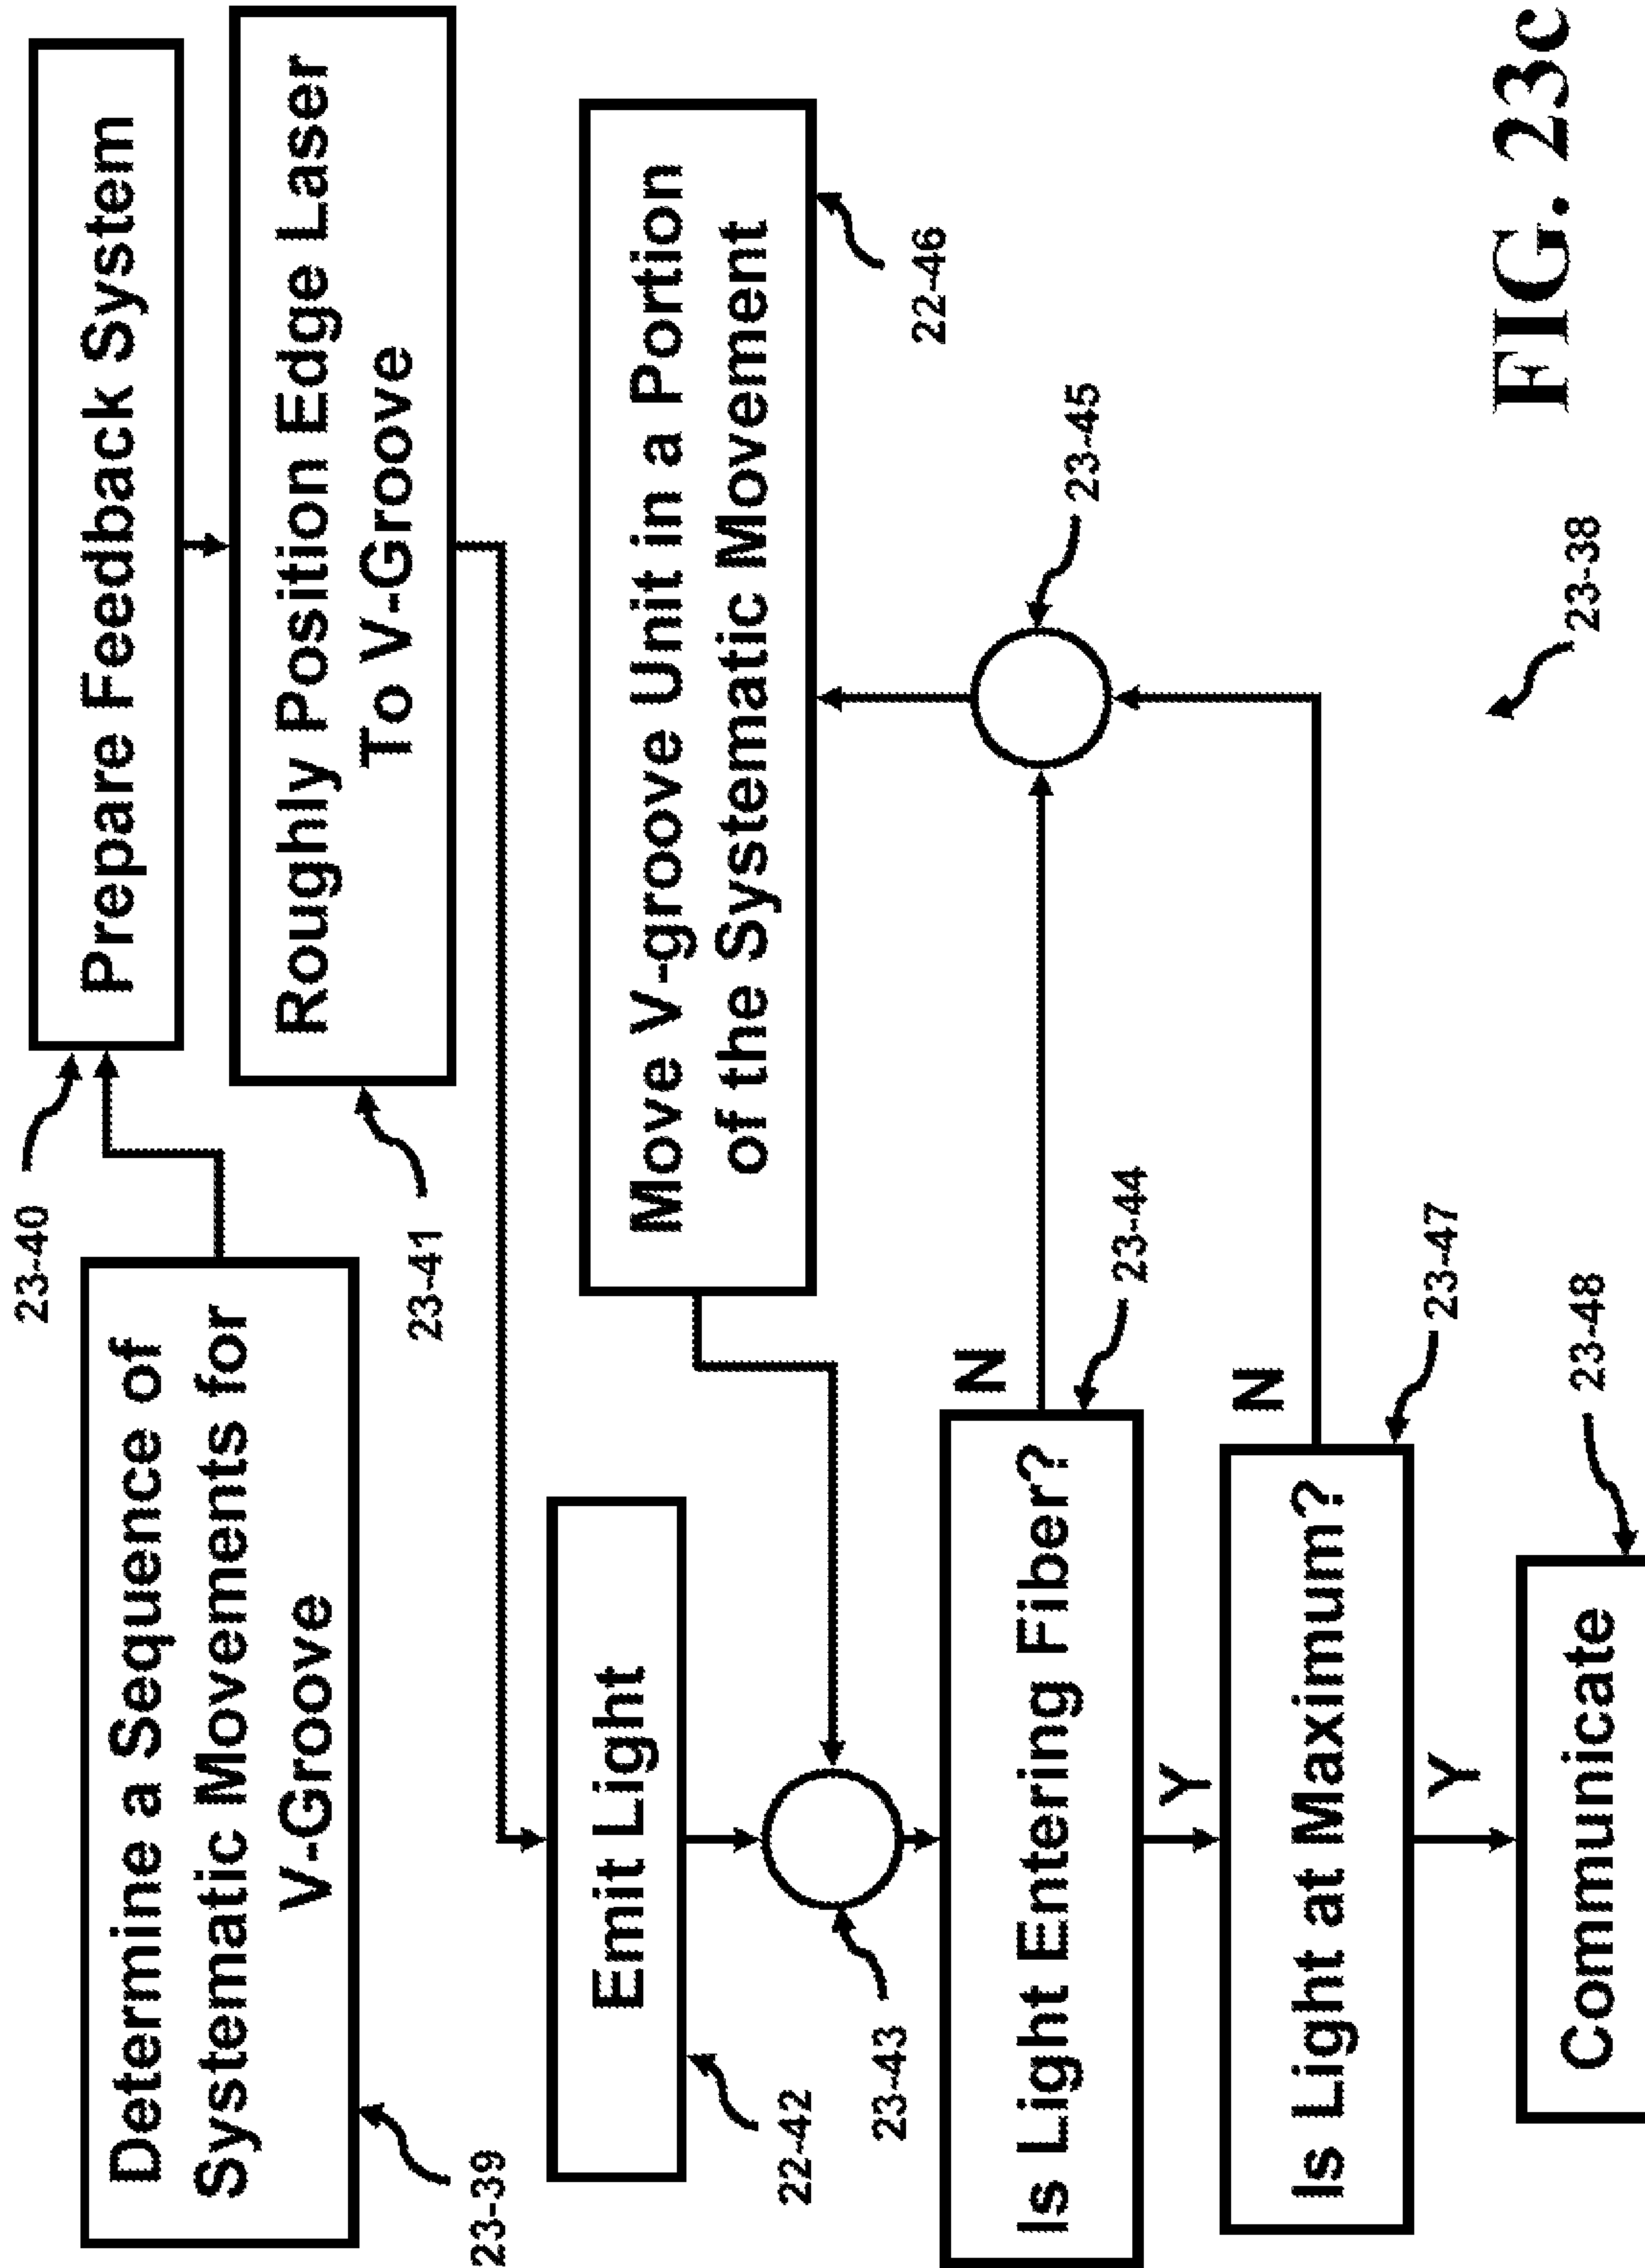 Determine a Sequence of
Systematic Movements for
V-Groove
23-39
23-40
Prepare Feedback System
23-41
Roughly Position Edge Laser
To V-Groove
Emit Light
22-42
23-43
Move V-groove Unit in a Portion
of the Systematic Movement
22-46
23-45
Is Light Entering Fiber?
N
23-44
Y
Is Light at Maximum?
N
23-47
Y
Communicate
23-48
23-38
FIG. 23c